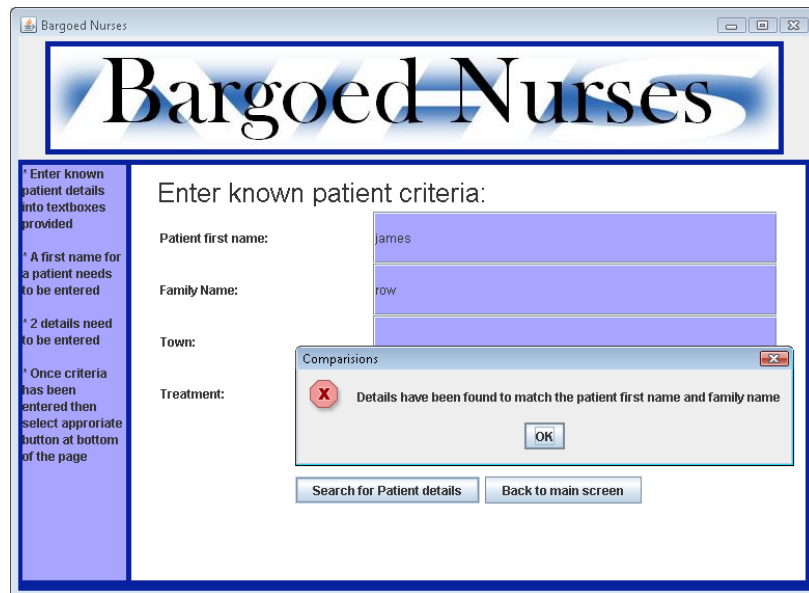 Bargoed Nurses
Bargoed Nurses
* Enter known
patient details
into textboxes
provided
* A first name for
a patient needs
to be entered
* 2 details need
to be entered
* Once criteria
has been
entered then
select approriate
button at bottom
of the page
Enter known patient criteria:
Patient first name:
james
Family Name:
row
Town:
Treatment:
Comparisions
Details have been found to match the patient first name and family name
OK
Search for Patient details
Back to main screen